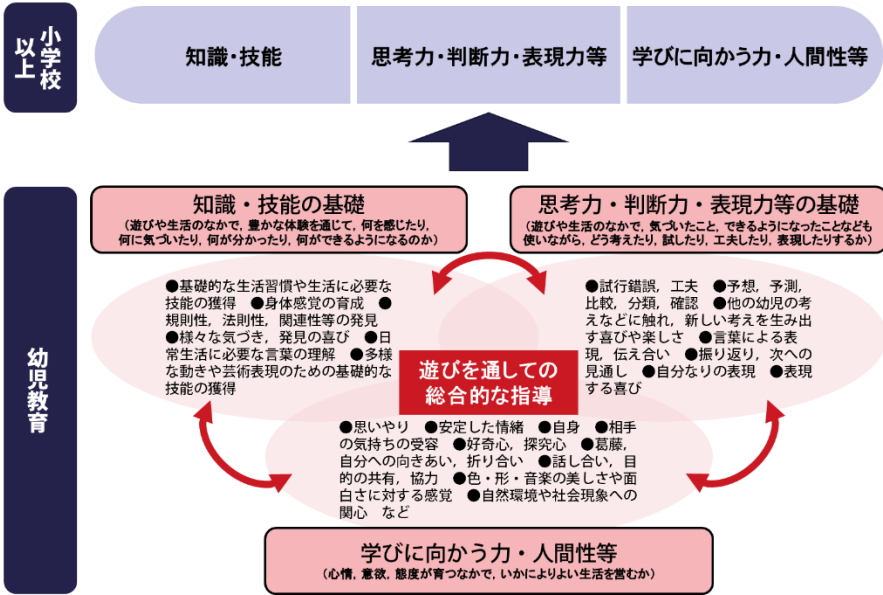 小学校以上
知識・技能
思考力・判断力・表現力等
学びに向かう力・人間性等
幼児教育
知識・技能の基礎
(遊びや生活のなかで, 豊かな体験を通じて, 何を感じたり,
何に気づいたり, 何が分かったり, 何ができるようになるのか)
思考力・判断力・表現力等の基礎
(遊びや生活のなかで, 気づいたこと, できるようになったことなども
使いながら, どう考えたり, 試したり, 工夫したり, 表現したりするか)
●基礎的な生活習慣や生活に必要な
技能の獲得 ●身体感覚の育成 ●
規則性, 法則性, 関連性等の発見
●様々な気づき, 発見の喜び ●日
常生活に必要な言葉の理解 ●多様
な動きや芸術表現のための基礎的な
技能の獲得
●試行錯誤, 工夫 ●予想, 予測,
比較, 分類, 確認 ●他の幼児の考
えなどに触れ, 新しい考えを生み出
す喜びや楽しさ ●言葉による表
現, 伝え合い ●振り返り, 次への
見通し ●自分なりの表現 ●表現
する喜び
遊びを通しての
総合的な指導
●思いやり ●安定した情緒 ●自身 ●相手
の気持ちの受容 ●好奇心, 探究心 ●葛藤,
自分への向きあい, 折り合い ●話し合い, 目
的の共有, 協力 ●色・形・音楽の美しさや面
白さに対する感覚 ●自然環境や社会現象への
関心 など
学びに向かう力・人間性等
(心情, 意欲, 態度が育つなかで, いかによりよい生活を営むか)